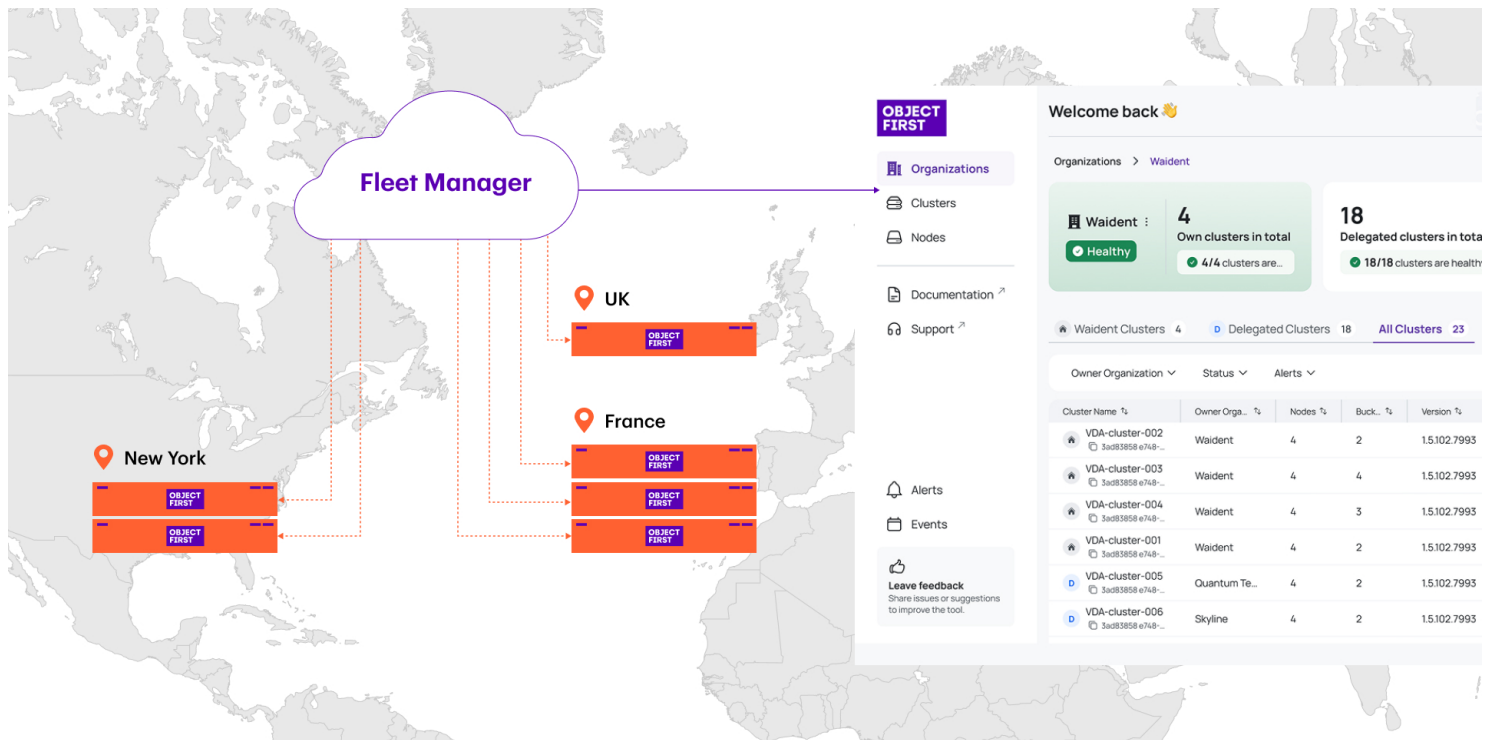 Fleet Manager
UK
OBJECT
FIRST
France
OBJECT
FIRST
OBJECT
FIRST
OBJECT
FIRST
New York
OBJECT
FIRST
OBJECT
FIRST
OBJECT
FIRST
Organizations
Clusters
Nodes
Documentation
Support
Alerts
Events
Leave feedback
Share issues or suggestions
to improve the tool.
Welcome back
Organizations > Waident
Waident
Healthy
4
Own clusters in total
4/4 clusters are...
18
Delegated clusters in tota
18/18 clusters are health
Waident Clusters 4 D Delegated Clusters 18 All Clusters 23
Owner Organization Status Alerts
Cluster Name Owner Orga... Nodes Buck... Version
VDA-cluster-002 Waident 4 2 1.5.102.7993
3ad83858 e748-...
VDA-cluster-003 Waident 4 4 1.5.102.7993
3ad83858 e748-...
VDA-cluster-004 Waident 4 3 1.5.102.7993
3ad83858 e748-...
VDA-cluster-001 Waident 4 2 1.5.102.7993
3ad83858 e748-...
D VDA-cluster-005 Quantum Te... 4 2 1.5.102.7993
3ad83858 e748-...
D VDA-cluster-006 Skyline 4 2 1.5.102.7993
3ad83858 e748-...